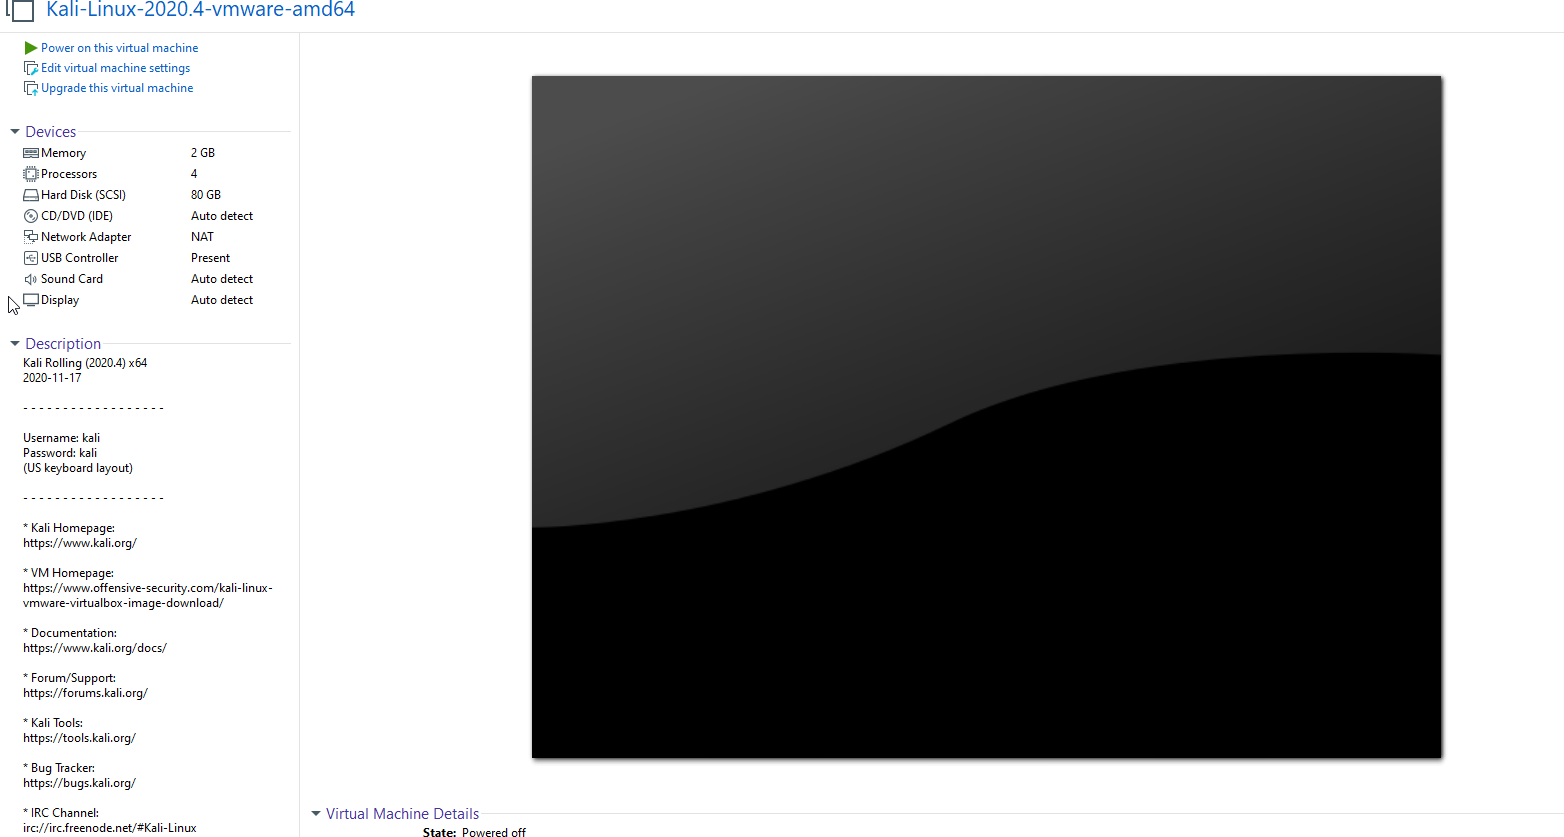 Kali-Linux-2020.4-vmware-amd64
Power on this virtual machine
Edit virtual machine settings
Upgrade this virtual machine
Devices
Memory 2 GB
Processors 4
Hard Disk (SCSI) 80 GB
CD/DVD (IDE) Auto detect
Network Adapter NAT
USB Controller Present
Sound Card Auto detect
Display Auto detect
Description
Kali Rolling (2020.4) x64
2020-11-17
- - - - - - - - - - - - - - - - - -
Username: kali
Password: kali
(US keyboard layout)
- - - - - - - - - - - - - - - - - -
* Kali Homepage:
https://www.kali.org/
* VM Homepage:
https://www.offensive-security.com/kali-linux-
vmware-virtualbox-image-download/
* Documentation:
https://www.kali.org/docs/
* Forum/Support:
https://forums.kali.org/
* Kali Tools:
https://tools.kali.org/
* Bug Tracker:
https://bugs.kali.org/
* IRC Channel:
irc://irc.freenode.net/#Kali-Linux
Virtual Machine Details
State: Powered off